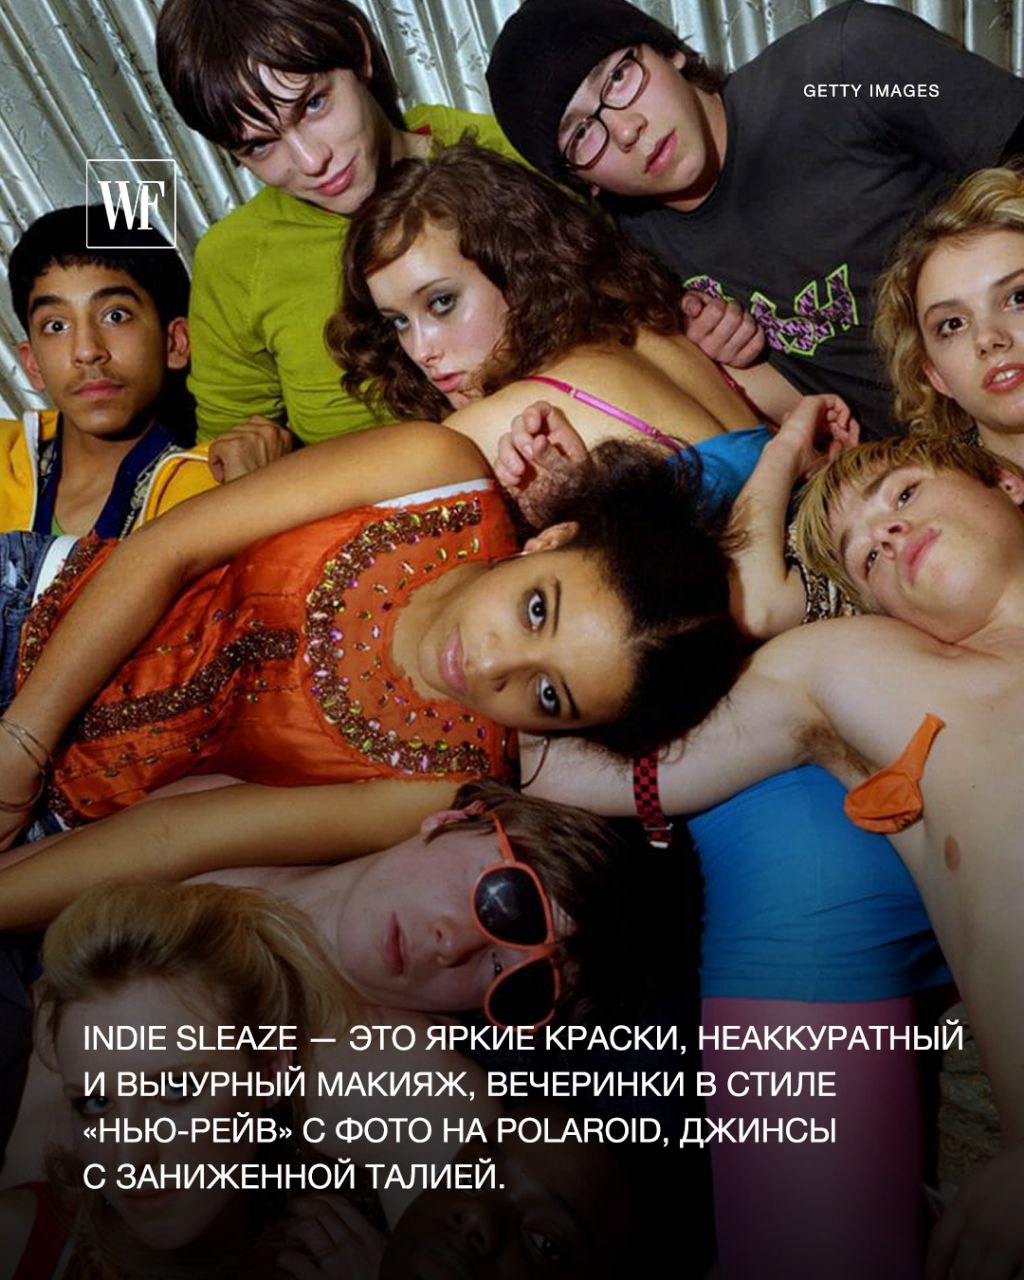 GETTY IMAGES
WF
INDIE SLEAZE — ЭТО ЯРКИЕ КРАСКИ, НЕАККУРАТНЫЙ
И ВЫЧУРНЫЙ МАКИЯЖ, ВЕЧЕРИНКИ В СТИЛЕ
«НЬЮ-РЕЙВ» С ФОТО НА POLAROID, ДЖИНСЫ
С ЗАНИЖЕННОЙ ТАЛИЕЙ.